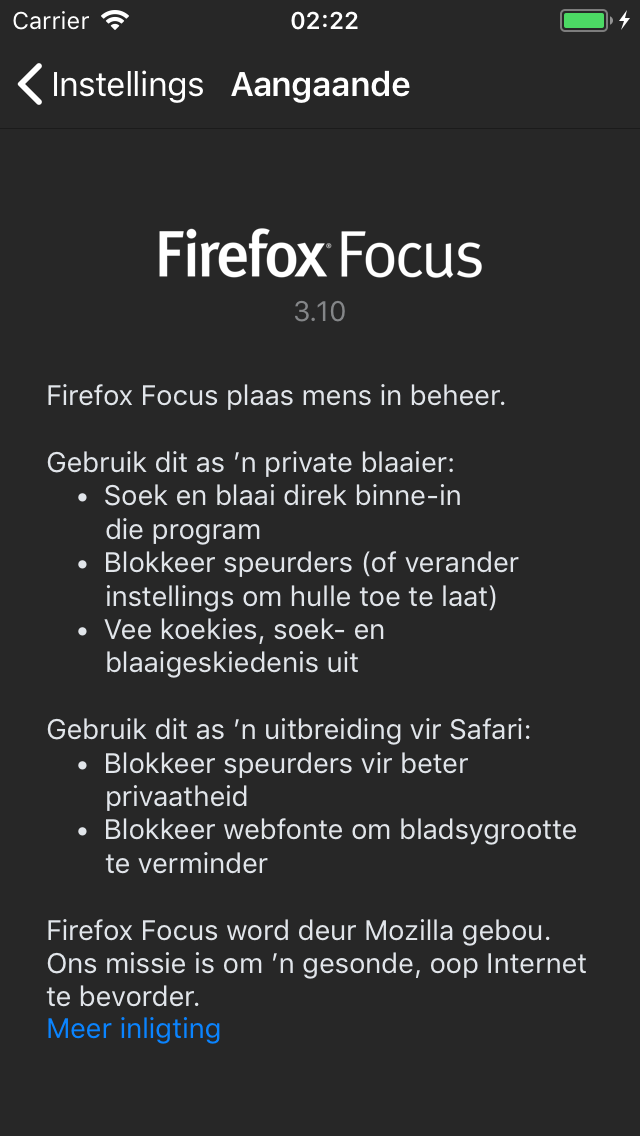 Carrier 02:22
Instellings Aangaande
Firefox Focus
3.10
Firefox Focus plaas mens in beheer.
Gebruik dit as ’n private blaaier:
• Soek en blaai direk binne-in
die program
• Blokkeer speurders (of verander
instellings om hulle toe te laat)
• Vee koekies, soek- en
blaaigeskiedenis uit
Gebruik dit as ’n uitbreiding vir Safari:
• Blokkeer speurders vir beter
privaatheid
• Blokkeer webfonte om bladsygrootte
te verminder
Firefox Focus word deur Mozilla gebou.
Ons missie is om ’n gesonde, oop Internet
te bevorder.
Meer inligting